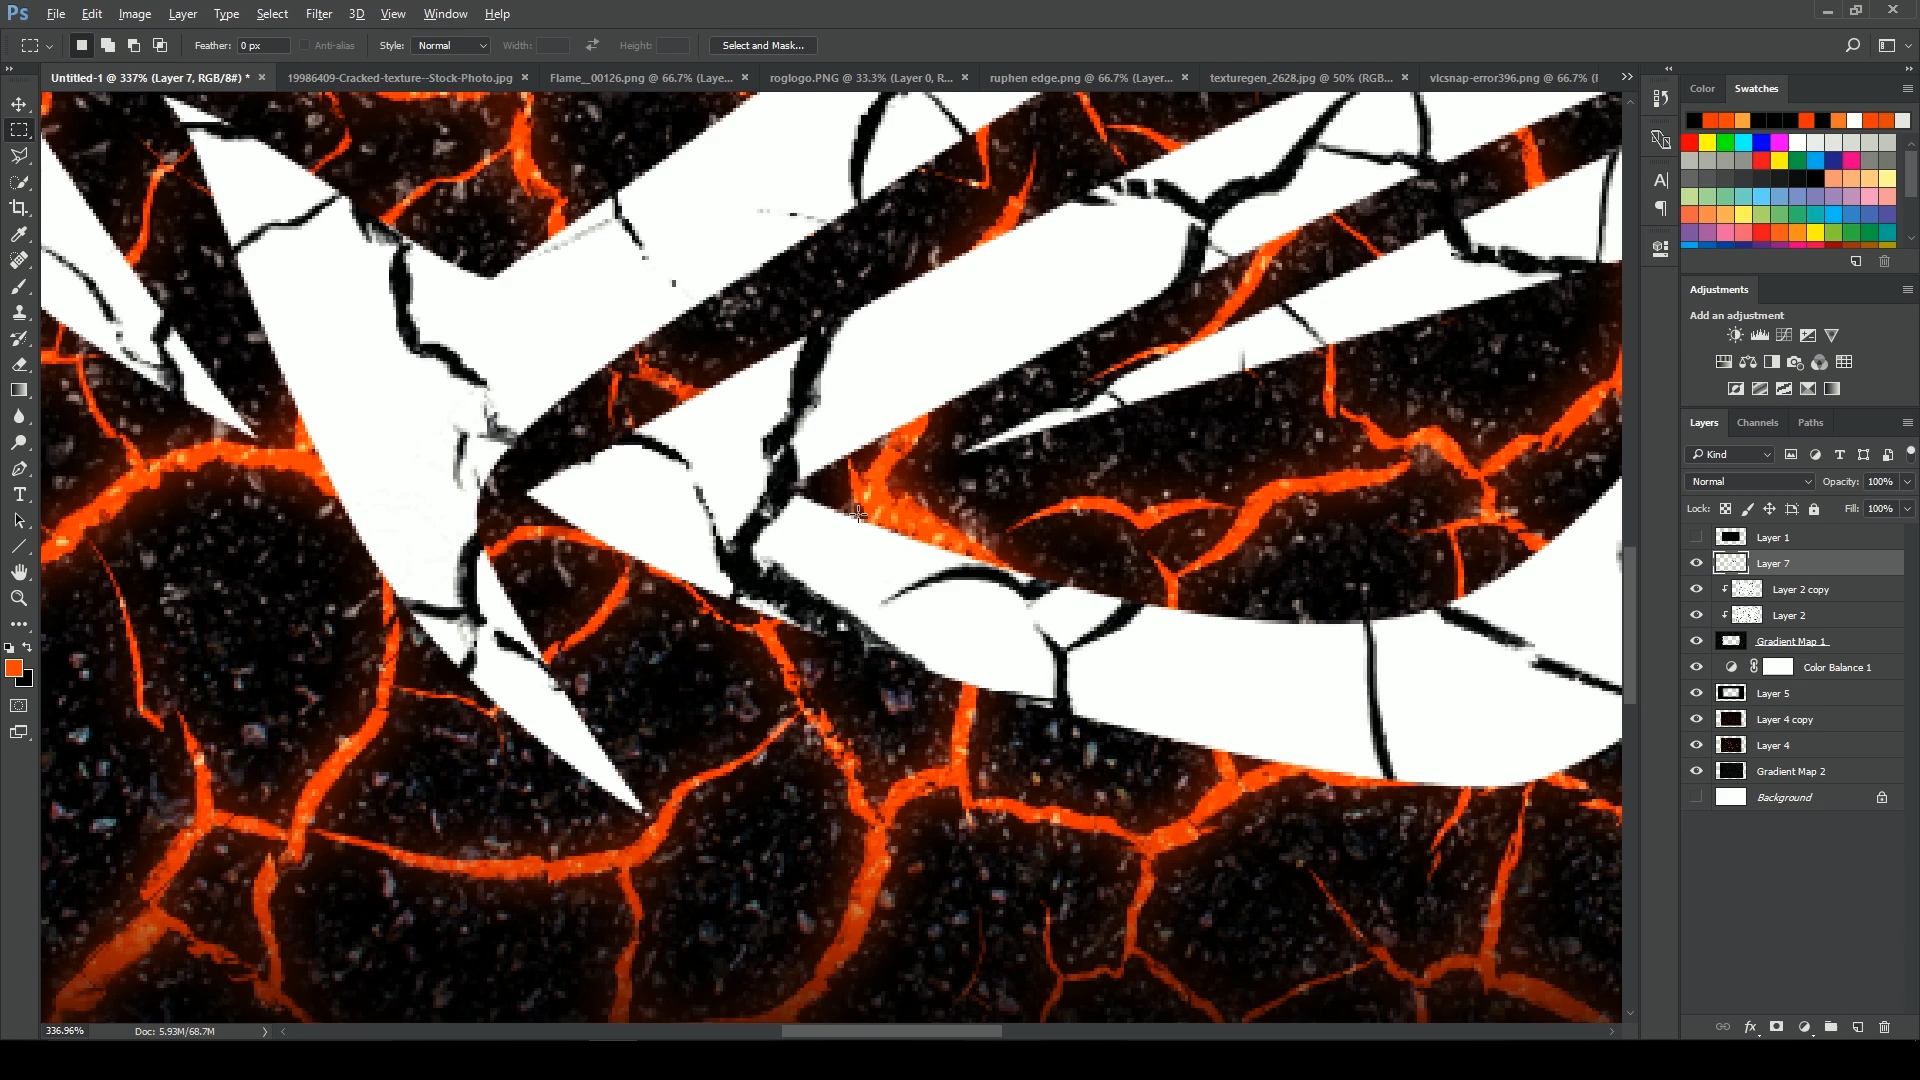 Ps File Edit Image Layer Type Select Filter 3D View Window Help
Feather: 0 px Anti-alias Style: Normal Width: Height: Select and Mask...
Untitled-1 @ 337% (Layer 7, RGB/8#) * 19986409-Cracked-texture--Stock-Photo.jpg Flame__00126.png @ 66.7% (Laye... roglogo.PNG @ 33.3% (Layer 0, R... ruphen edge.png @ 66.7% (Layer... texturegen_2628.jpg @ 50% (RGB... vlcsnap-error396.png @ 66.7% (
Color Swatches
Adjustments
Add an adjustment
Layers Channels Paths
Kind
Normal Opacity: 100%
Lock: Fill: 100%
Layer 1
Layer 7
Layer 2 copy
Layer 2
Gradient Map 1
Color Balance 1
Layer 5
Layer 4 copy
Layer 4
Gradient Map 2
Background
336.96% Doc: 5.93M/68.7M